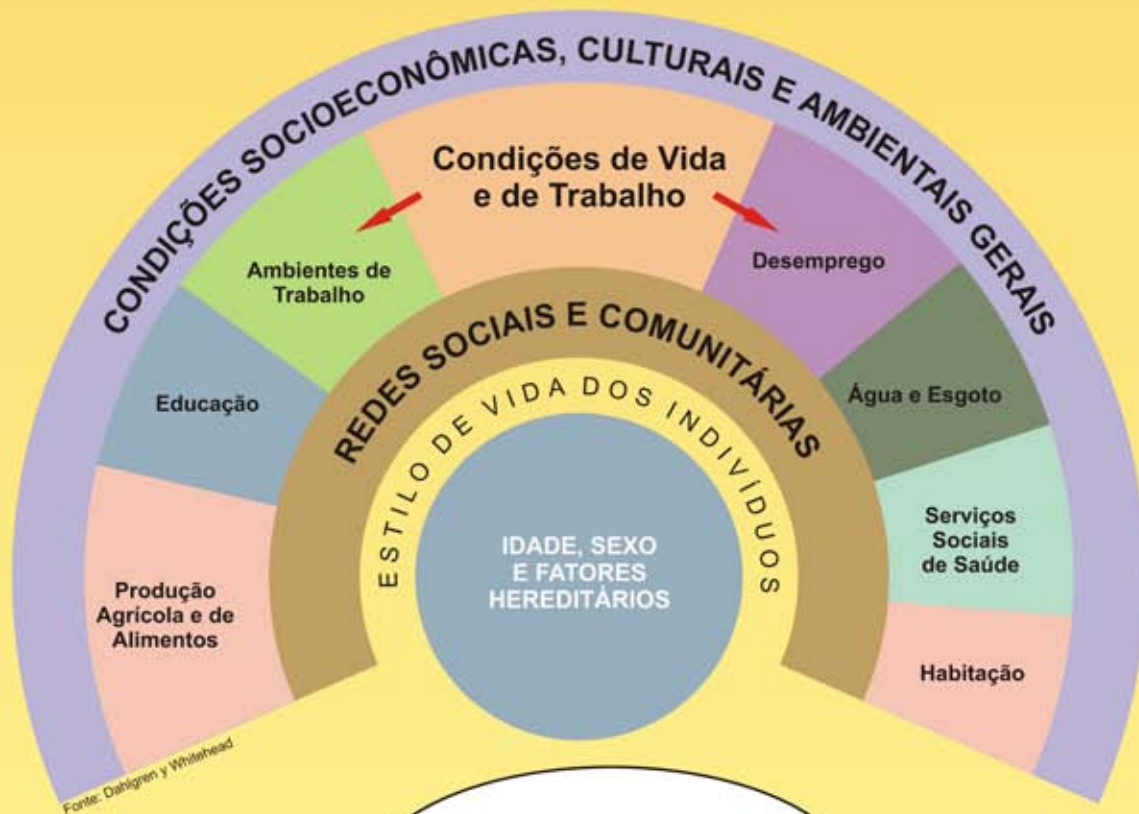 CONDIÇÕES SOCIOECONÔMICAS, CULTURAIS E AMBIENTAIS GERAIS
Condições de Vida
e de Trabalho
Ambientes de
Trabalho
Desemprego
Educação
Água e Esgoto
Produção
Agrícola e de
Alimentos
Serviços
Sociais
de Saúde
Habitação
REDES SOCIAIS E COMUNITÁRIAS
ESTILO DE VIDA DOS INDIVÍDUOS
IDADE, SEXO
E FATORES
HEREDITÁRIOS
Fonte: Dahlgren y Whitehead